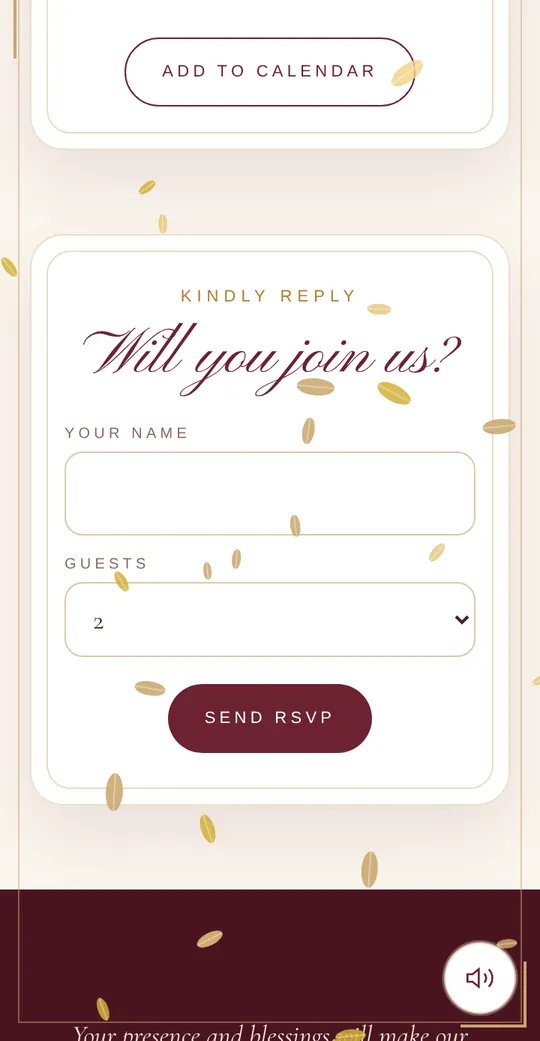 ADD TO CALENDAR
KINDLY REPLY
Will you join us?
YOUR NAME
GUESTS
2
SEND RSVP
Your presence and blessings will make our